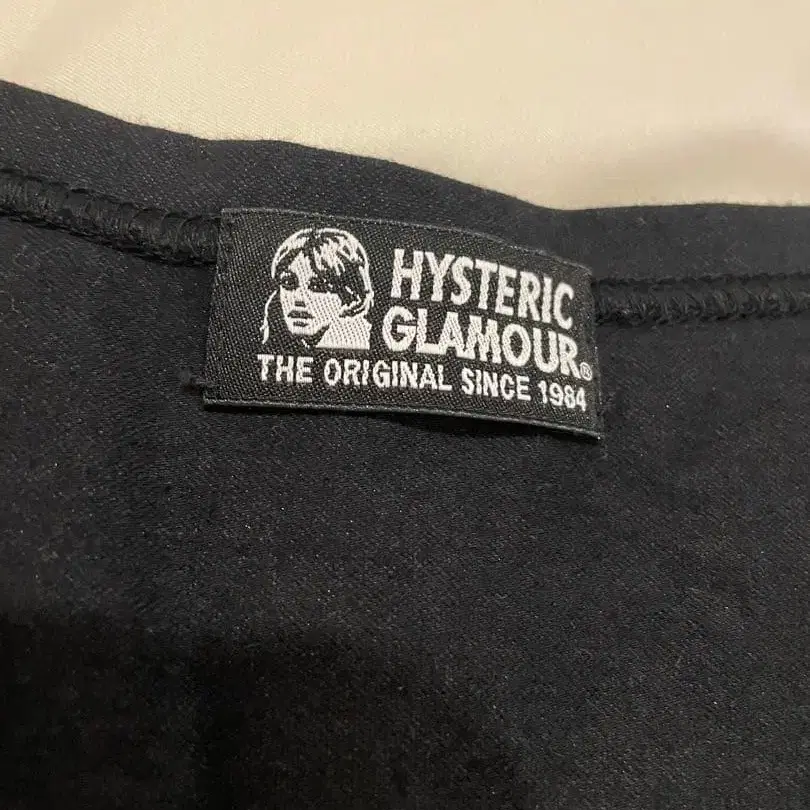 HYSTERIC
GLAMOUR®
THE ORIGINAL SINCE 1984